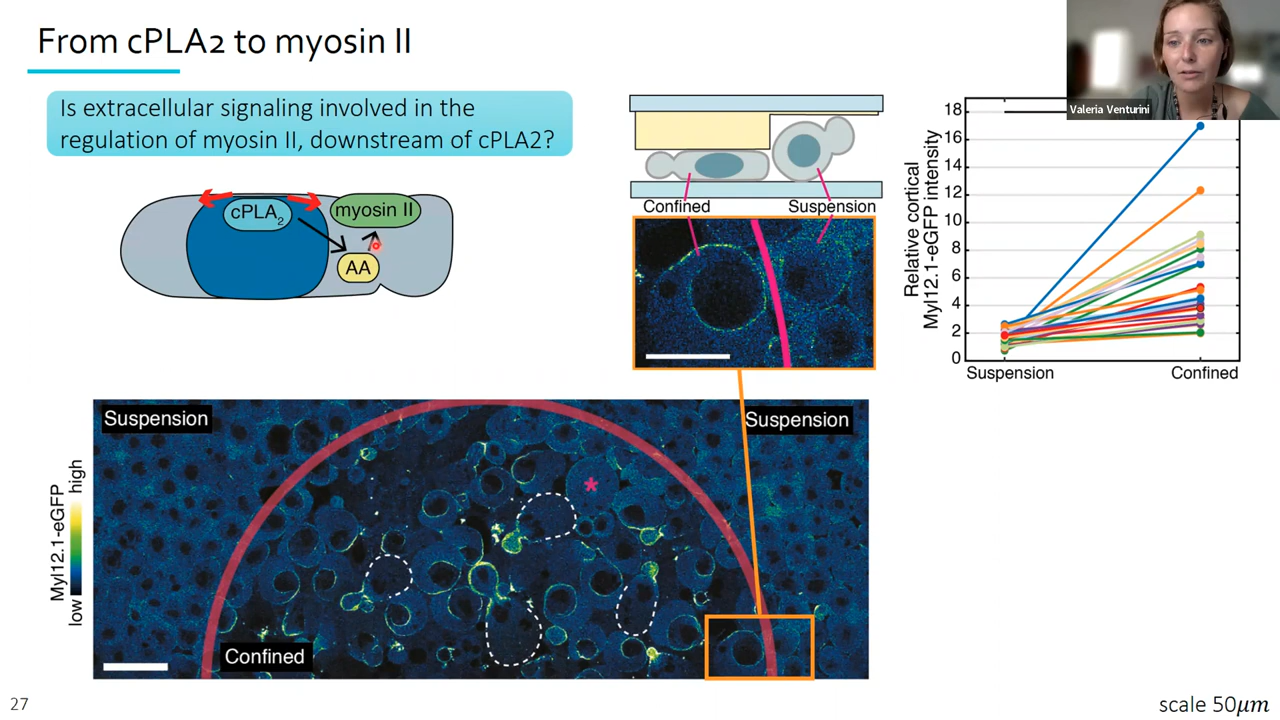 From cPLA2 to myosin II
Is extracellular signaling involved in the
regulation of myosin II, downstream of cPLA2?
cPLA2
myosin II
AA
Confined
Suspension
Valeria Venturini
Relative cortical
Myl12.1-eGFP intensity
18
16
14
12
10
8
6
4
2
0
Suspension
Confined
Suspension
Suspension
*
Confined
Myl12.1-eGFP
low
high
27
scale 50μm